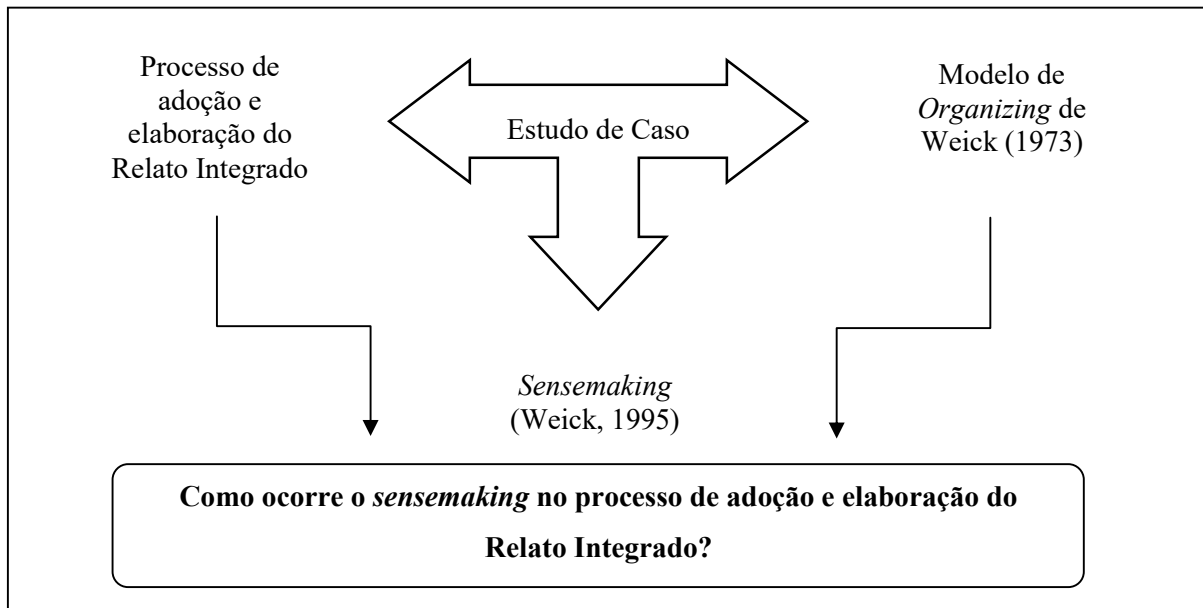 Processo de
adoção e
elaboração do
Relato Integrado
Estudo de Caso
Modelo de
Organizing de
Weick (1973)
Sensemaking
(Weick, 1995)
Como ocorre o sensemaking no processo de adoção e elaboração do
Relato Integrado?